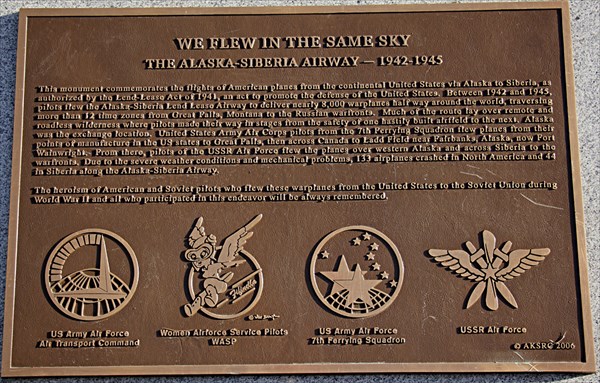 WE FLEW IN THE SAME SKY
THE ALASKA-SIBERIA AIRWAY — 1942-1945
This monument commemorates the flights of American planes from the continental United States via Alaska to Siberia, as
authorized by the Lend-Lease Act of 1941, an act to promote the defense of the United States. Between 1942 and 1945,
pilots flew the Alaska-Siberia Lend Lease Airway to deliver nearly 8,000 warplanes half way around the world, traversing
more than 12 time zones from Great Falls, Montana to the Russian warfronts. Much of the route lay over remote and
roadless wilderness where pilots made their way in stages from the safety of one hastily built airfield to the next. Alaska
was the exchange location. United States Army Air Corps pilots from the 7th Ferrying Squadron flew planes from their
points of manufacture in the US states to Great Falls, then across Canada to Ladd Field near Fairbanks Alaska, now Fort
Wainwright. From there, pilots of the USSR Air Force flew the planes over western Alaska and across Siberia to the
warfronts. Due to the severe weather conditions and mechanical problems, 133 airplanes crashed in North America and 44
in Siberia along the Alaska-Siberia Airway.
The heroism of American and Soviet pilots who flew these warplanes from the United States to the Soviet Union during
World War II and all who participated in this endeavor will be always remembered.
Fifinella
US Army Air Force
Air Transport Command
Women Airforce Service Pilots
WASP
US Army Air Force
7th Ferrying Squadron
USSR Air Force
© AKSRC 2006